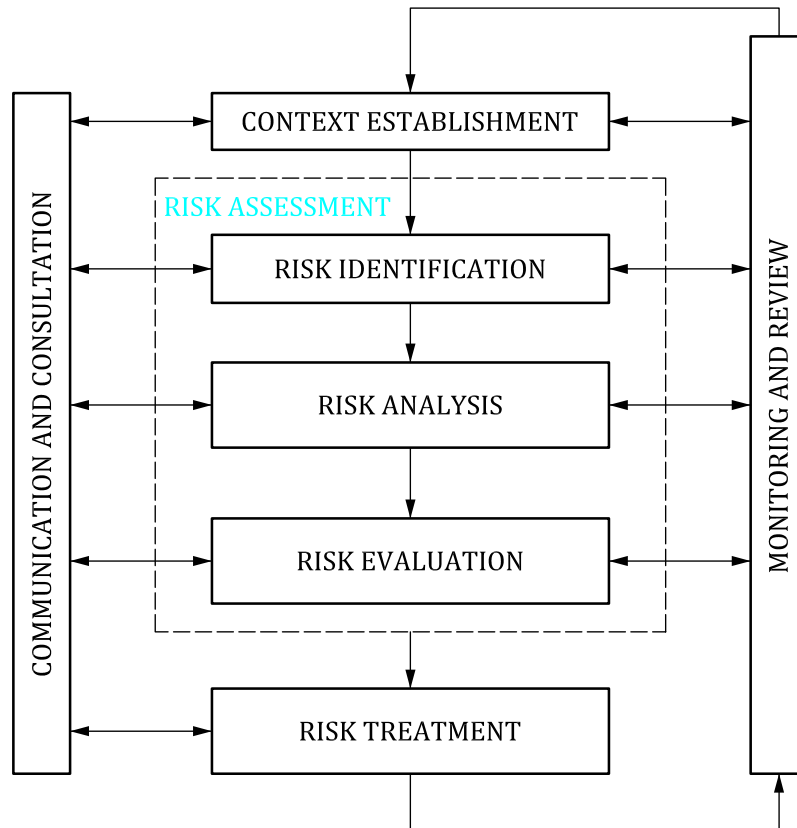 CONTEXT ESTABLISHMENT
RISK ASSESSMENT
RISK IDENTIFICATION
RISK ANALYSIS
RISK EVALUATION
RISK TREATMENT
COMMUNICATION AND CONSULTATION
MONITORING AND REVIEW